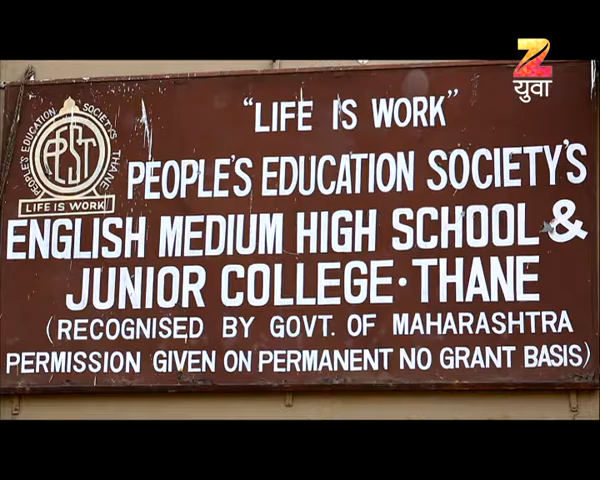 युवा
"LIFE IS WORK"
PEOPLE'S EDUCATION SOCIETY'S THANE
PEST
LIFE IS WORK
PEOPLE'S EDUCATION SOCIETY'S
ENGLISH MEDIUM HIGH SCHOOL &
JUNIOR COLLEGE · THANE
(RECOGNISED BY GOVT. OF MAHARASHTRA
PERMISSION GIVEN ON PERMANENT NO GRANT BASIS)